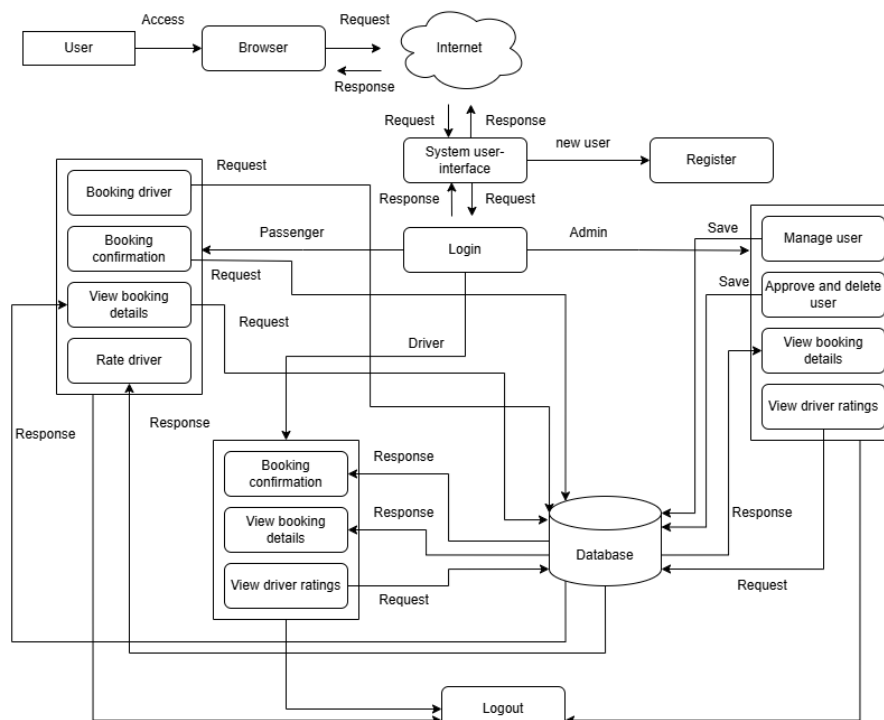 Access
Request
User
Browser
Internet
Response
Request
Response
System user-
interface
new user
Register
Request
Response
Request
Booking driver
Passenger
Login
Admin
Save
Manage user
Booking
confirmation
Request
Save
Approve and delete
user
View booking
details
Request
Driver
View booking
details
Rate driver
View driver ratings
Response
Response
Booking
confirmation
Response
View booking
details
Response
Database
Response
View driver ratings
Request
Request
Logout